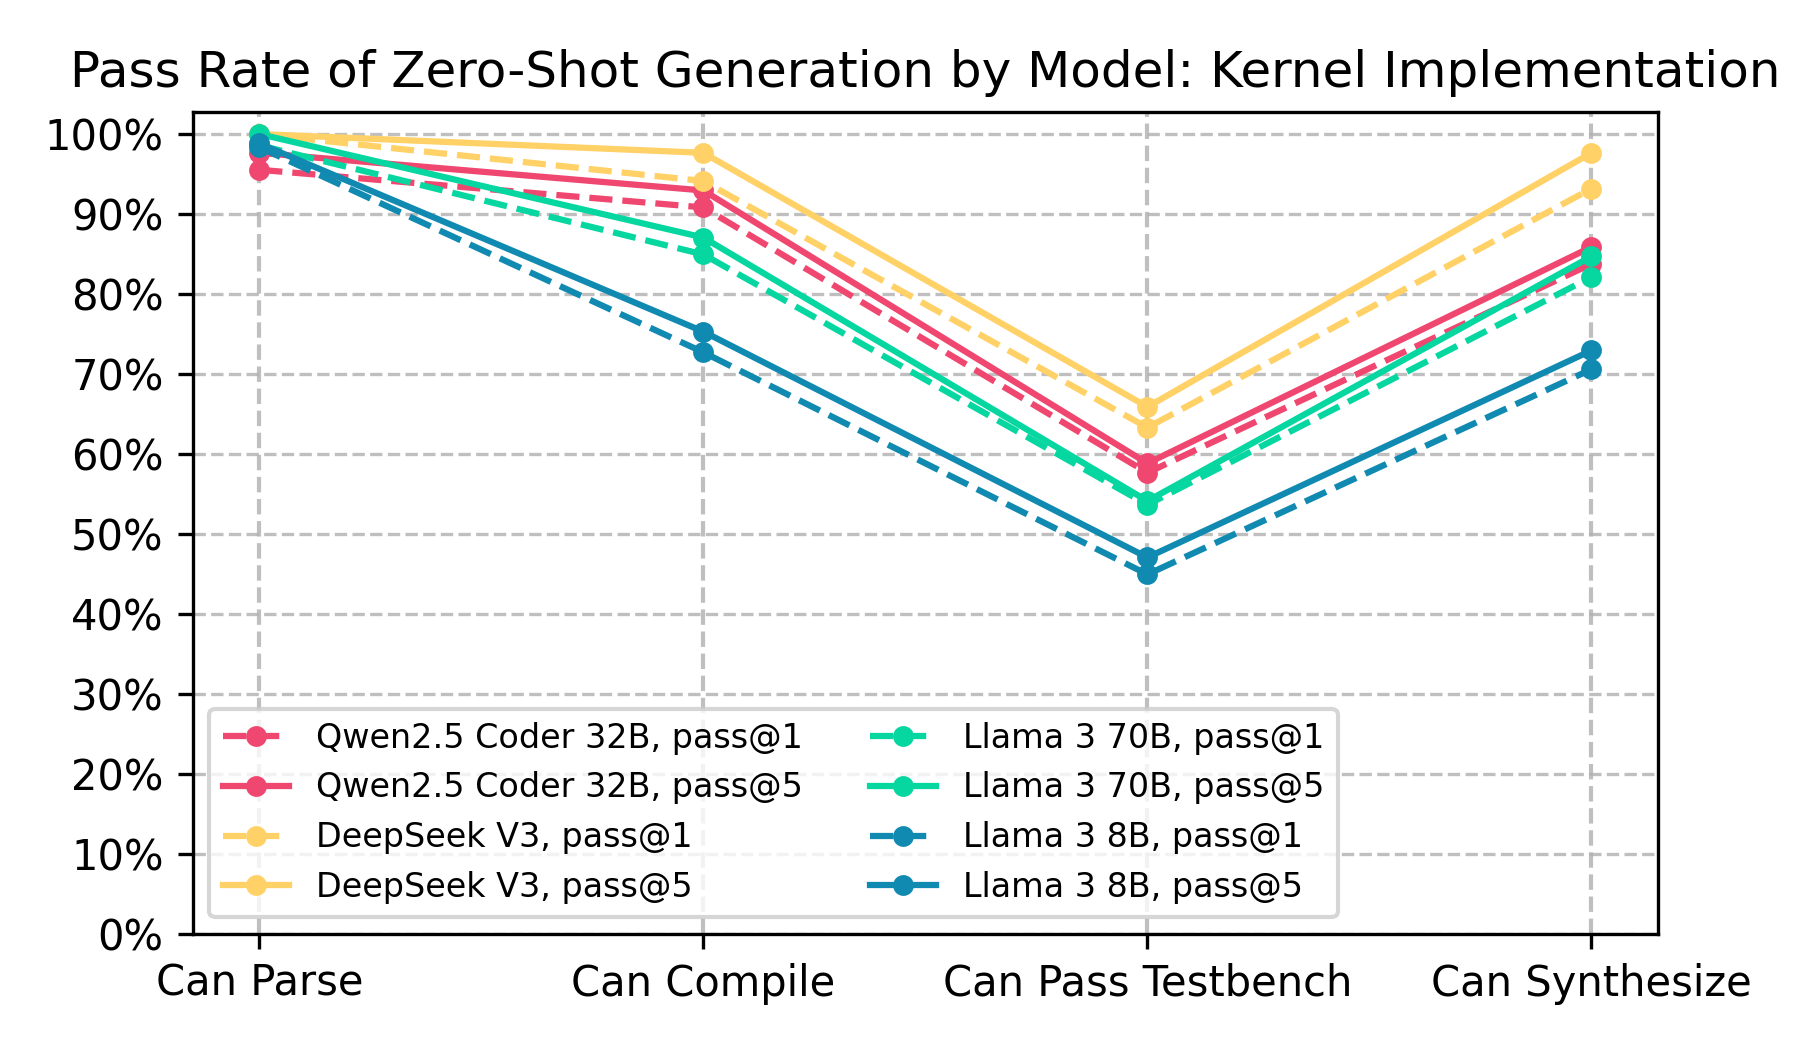 Pass Rate of Zero-Shot Generation by Model: Kernel Implementation
100%
90%
80%
70%
60%
50%
40%
30%
20%
10%
0%
Qwen2.5 Coder 32B, pass@1
Qwen2.5 Coder 32B, pass@5
DeepSeek V3, pass@1
DeepSeek V3, pass@5
Llama 3 70B, pass@1
Llama 3 70B, pass@5
Llama 3 8B, pass@1
Llama 3 8B, pass@5
Can Parse
Can Compile
Can Pass Testbench
Can Synthesize